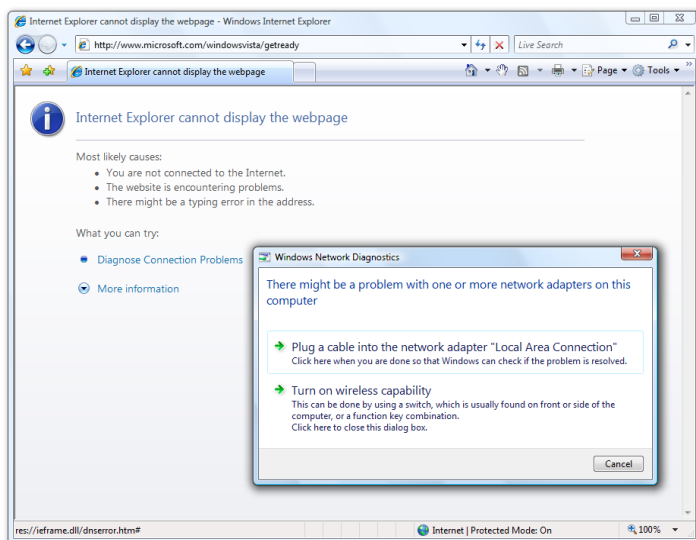 Internet Explorer cannot display the webpage - Windows Internet Explorer
http://www.microsoft.com/windowsvista/getready
Live Search
Internet Explorer cannot display the webpage
Page
Tools
Internet Explorer cannot display the webpage
Most likely causes:
You are not connected to the Internet.
The website is encountering problems.
There might be a typing error in the address.
What you can try:
Diagnose Connection Problems
More information
Windows Network Diagnostics
There might be a problem with one or more network adapters on this
computer
Plug a cable into the network adapter "Local Area Connection"
Click here when you are done so that Windows can check if the problem is resolved.
Turn on wireless capability
This can be done by using a switch, which is usually found on front or side of the
computer, or a function key combination.
Click here to close this dialog box.
Cancel
res://ieframe.dll/dnserror.htm#
Internet | Protected Mode: On
100%